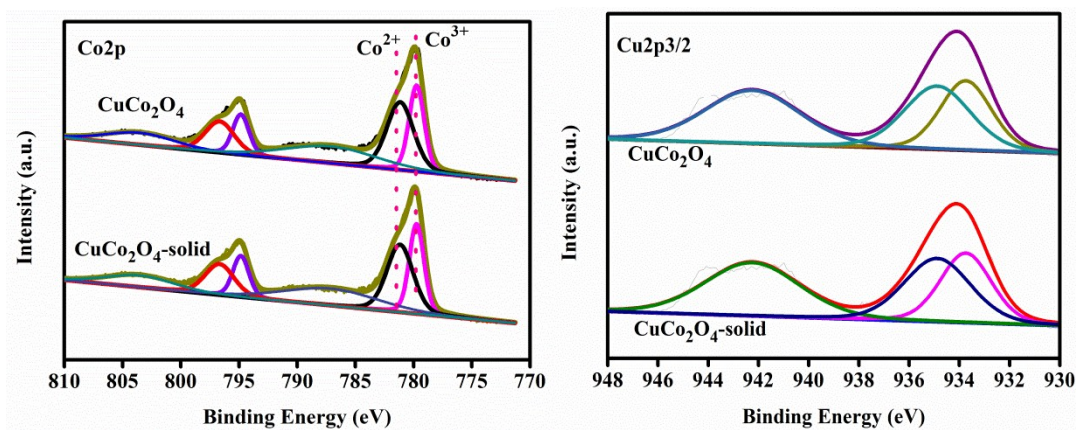 Co2p
Co²⁺
Co³⁺
CuCo₂O₄
CuCo₂O₄-solid
Intensity (a.u.)
810 805 800 795 790 785 780 775 770
Binding Energy (eV)
Cu2p3/2
CuCo₂O₄
CuCo₂O₄-solid
Intensity (a.u.)
948 946 944 942 940 938 936 934 932 930
Binding Energy (eV)